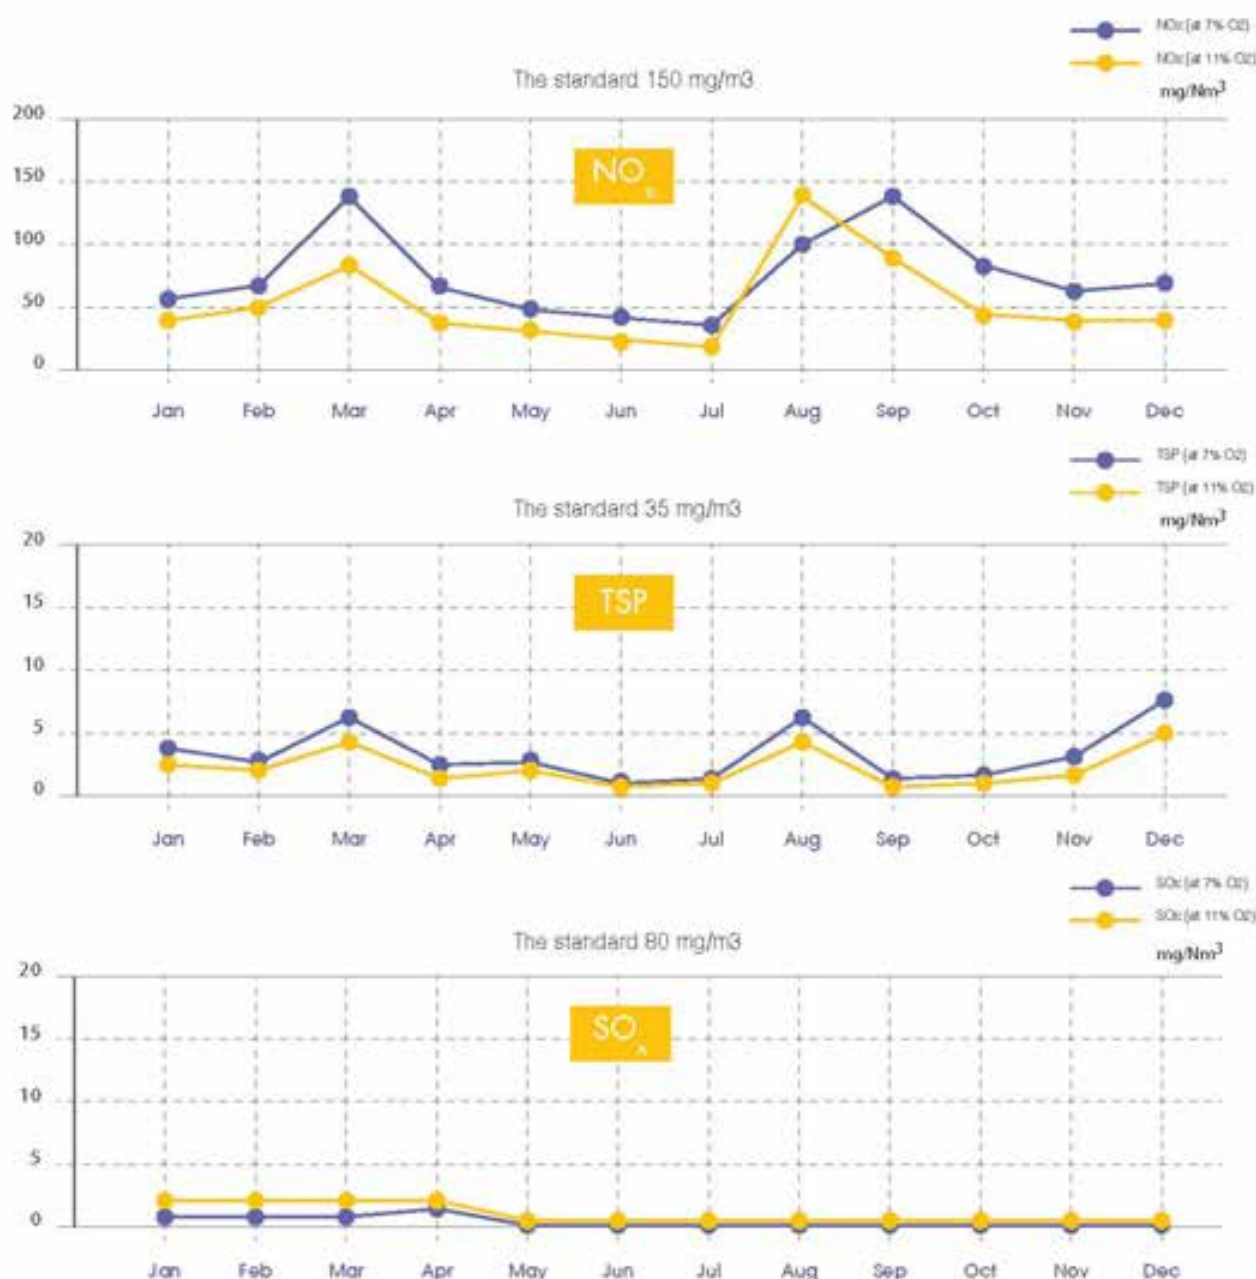 NOx (at 7% O2)
NOx (at 11% O2)
The standard 150 mg/m3
mg/Nm3
200
NO
150
100
50
0
Jan Feb Mar Apr May Jun Jul Aug Sep Oct Nov Dec
TSP (at 7% O2)
TSP (at 11% O2)
The standard 35 mg/m3
mg/Nm3
20
TSP
15
10
5
0
Jan Feb Mar Apr May Jun Jul Aug Sep Oct Nov Dec
SOx (at 7% O2)
SOx (at 11% O2)
The standard 80 mg/m3
mg/Nm3
20
SO
15
10
5
0
Jan Feb Mar Apr May Jun Jul Aug Sep Oct Nov Dec